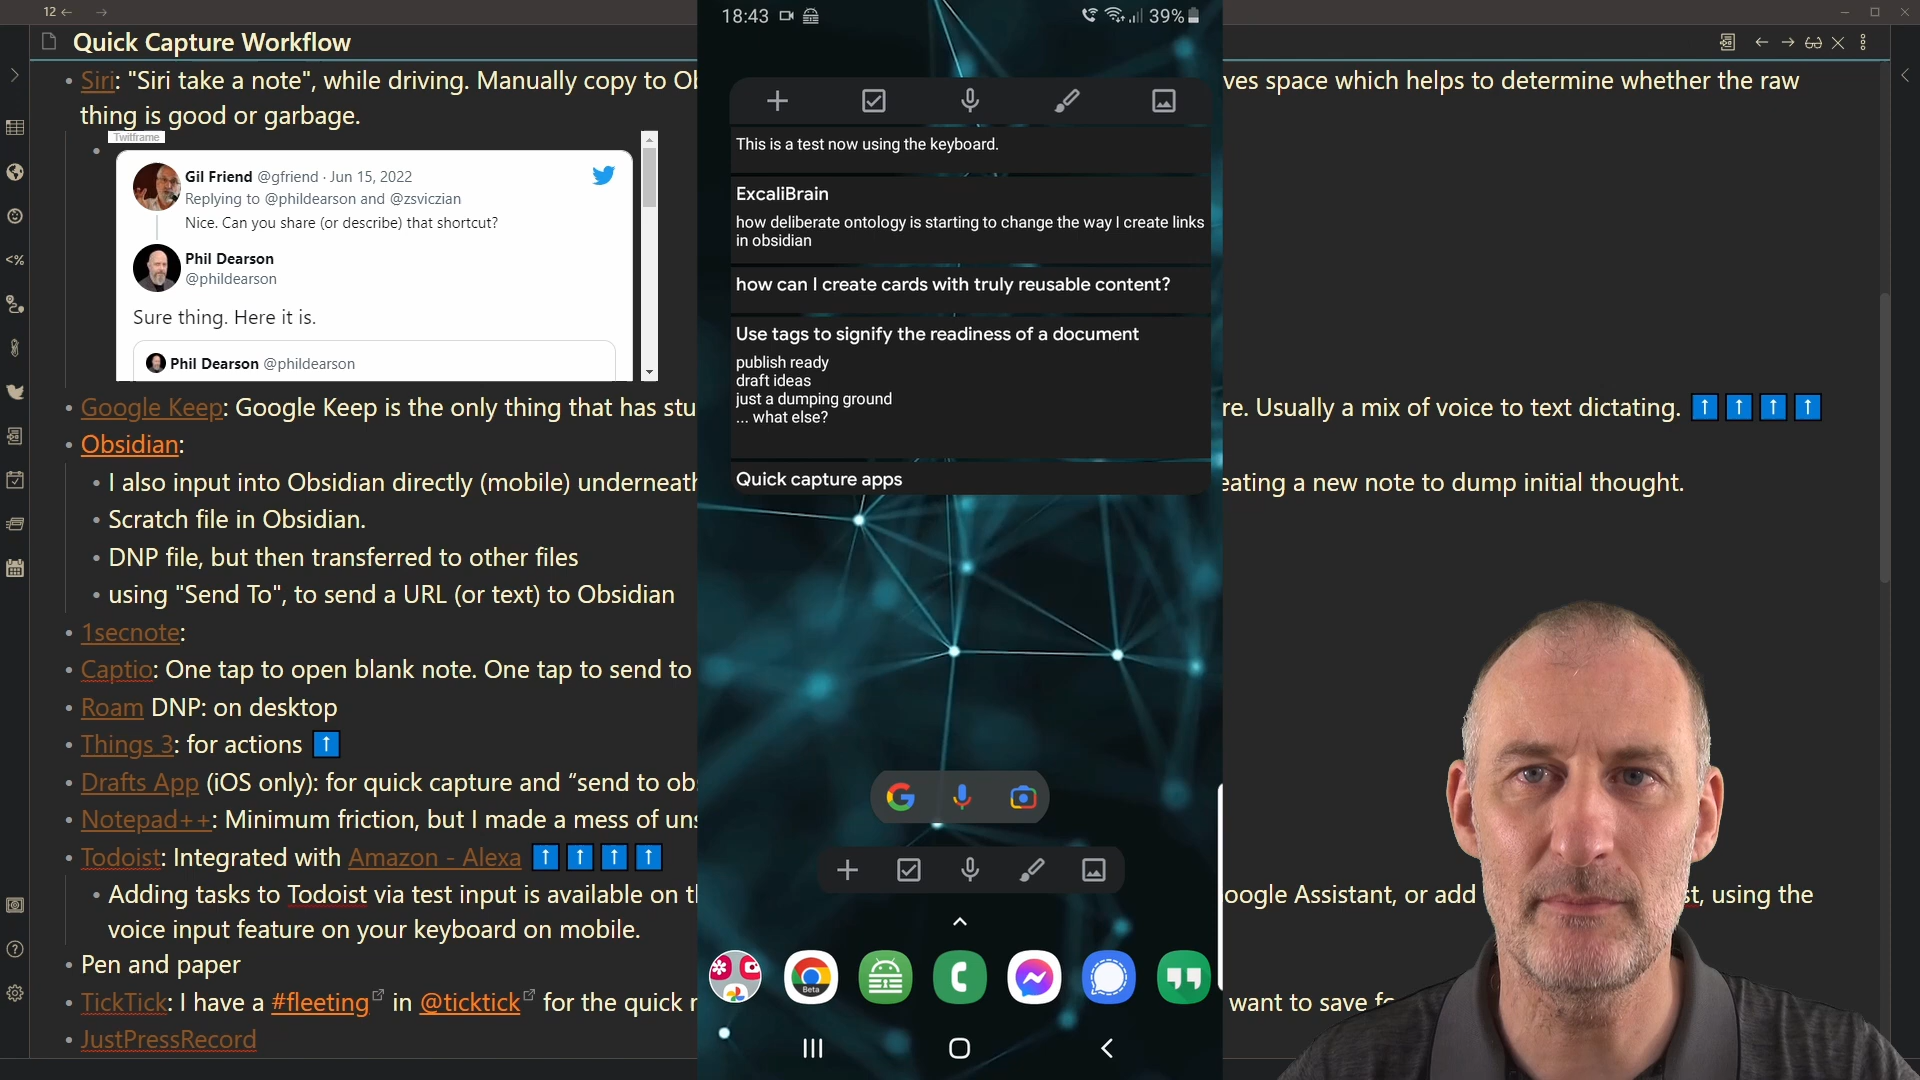 12
Quick Capture Workflow
Siri: "Siri take a note", while driving. Manually copy to Ob
ves space which helps to determine whether the raw
thing is good or garbage.
Twitframe
Gil Friend @gfriend · Jun 15, 2022
Replying to @phildearson and @zsviczian
Nice. Can you share (or describe) that shortcut?
Phil Dearson
@phildearson
Sure thing. Here it is.
Phil Dearson @phildearson
Google Keep: Google Keep is the only thing that has stu
re. Usually a mix of voice to text dictating.
Obsidian:
I also input into Obsidian directly (mobile) underneath
eating a new note to dump initial thought.
Scratch file in Obsidian.
DNP file, but then transferred to other files
using "Send To", to send a URL (or text) to Obsidian
1secnote:
Captio: One tap to open blank note. One tap to send to
Roam DNP: on desktop
Things 3: for actions
Drafts App (iOS only): for quick capture and “send to obs
Notepad++: Minimum friction, but I made a mess of uns
Todoist: Integrated with Amazon - Alexa
Adding tasks to Todoist via test input is available on th
oogle Assistant, or add
st, using the
voice input feature on your keyboard on mobile.
Pen and paper
TickTick: I have a #fleeting in @ticktick for the quick n
want to save fo
JustPressRecord
18:43
39%
This is a test now using the keyboard.
ExcaliBrain
how deliberate ontology is starting to change the way I create links
in obsidian
how can I create cards with truly reusable content?
Use tags to signify the readiness of a document
publish ready
draft ideas
just a dumping ground
... what else?
Quick capture apps
Beta